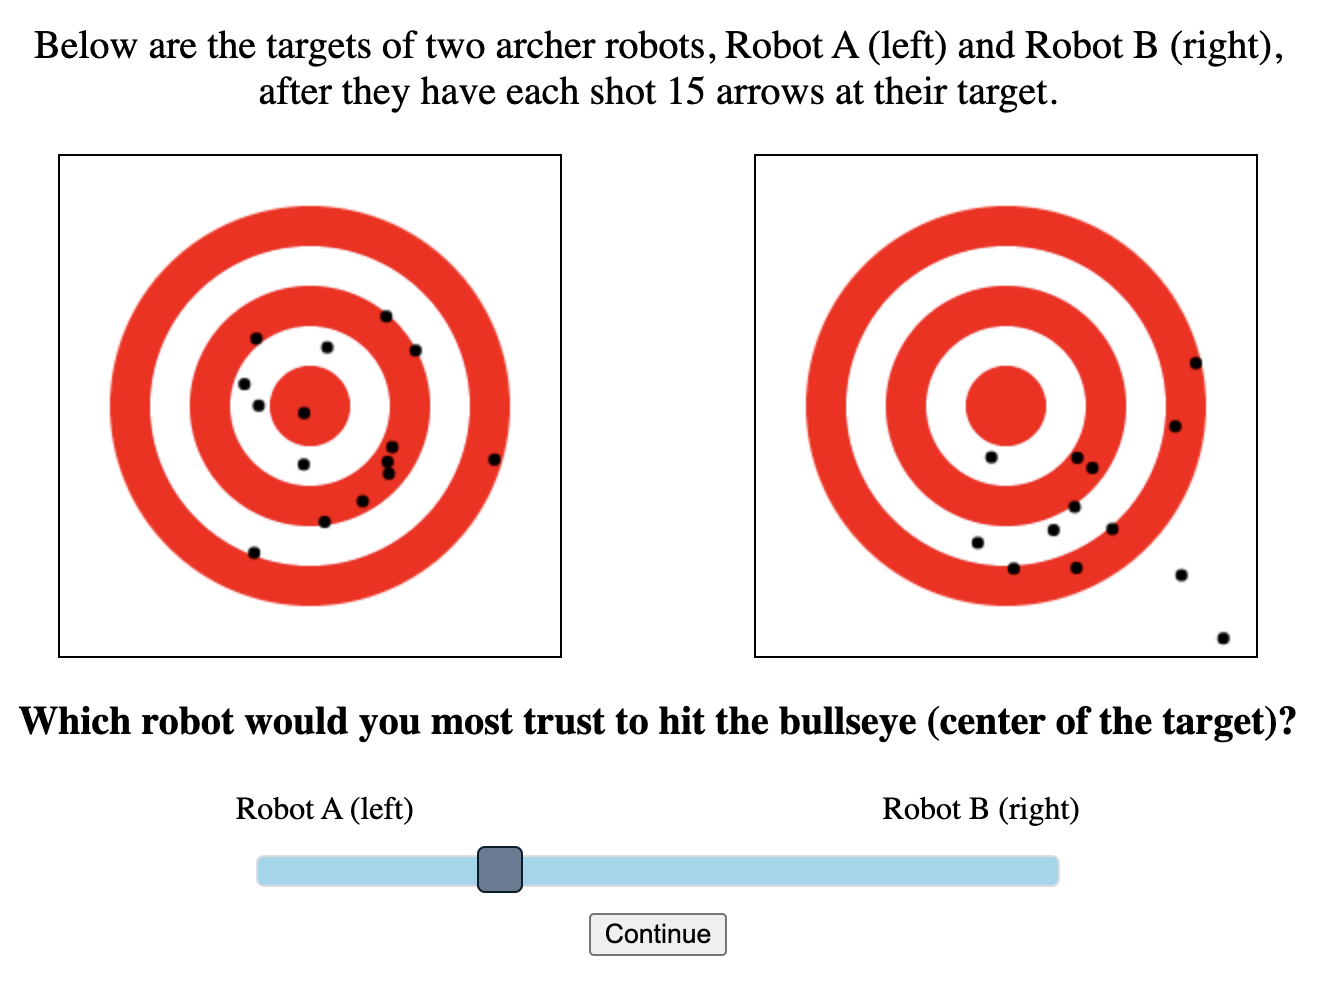 Below are the targets of two archer robots, Robot A (left) and Robot B (right),
after they have each shot 15 arrows at their target.
Which robot would you most trust to hit the bullseye (center of the target)?
Robot A (left)
Robot B (right)
Continue